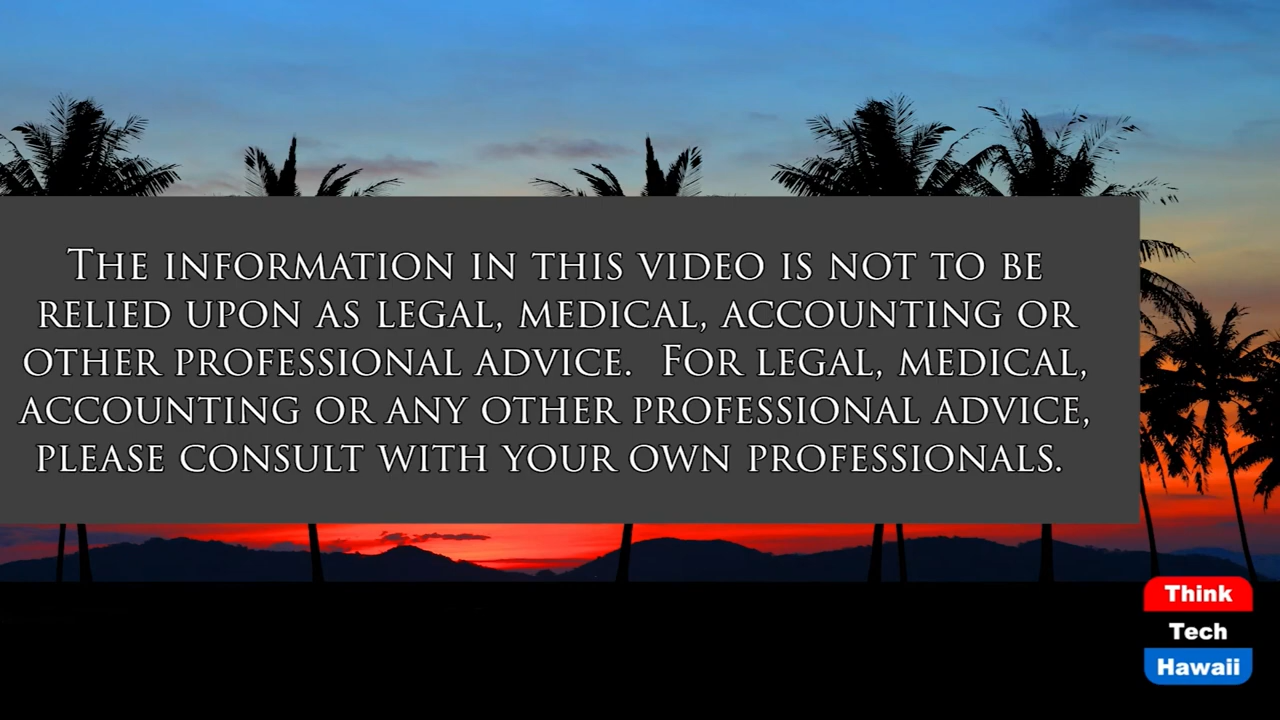 The information in this video is not to be
relied upon as legal, medical, accounting or
other professional advice.  For legal, medical,
accounting or any other professional advice,
please consult with your own professionals.
Think
Tech
Hawaii